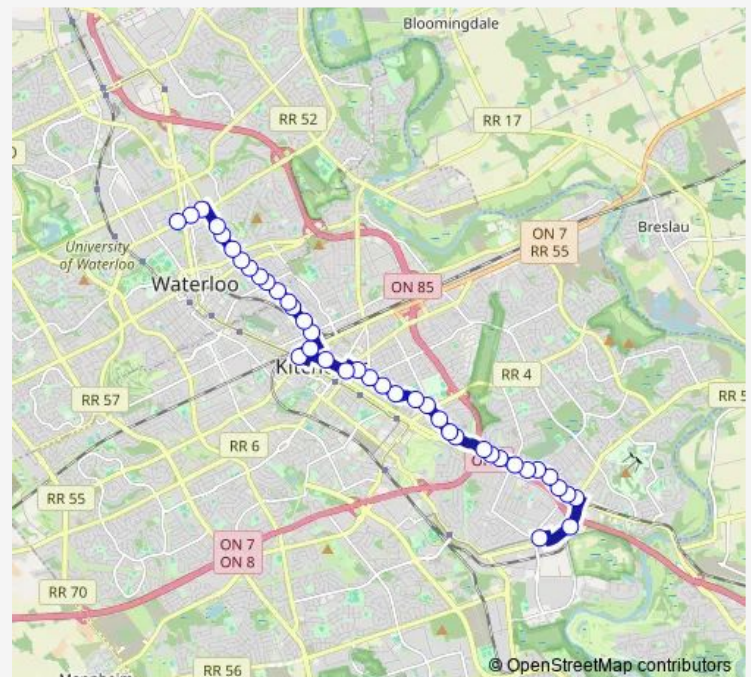 Bloomingdale
RR 52
RR 17
ON 7
RR 55
Breslau
University
of Waterloo
Waterloo
ON 85
RR 4
RR 57
RR 6
RR 55
ON 7
ON 8
RR 70
RR 56
© OpenStreetMap contributors